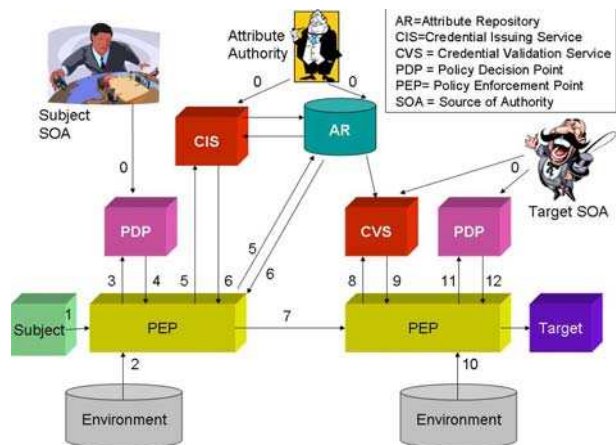 Attribute
Authority
AR=Attribute Repository
CIS=Credential Issuing Service
CVS = Credential Validation Service
PDP = Policy Decision Point
PEP= Policy Enforcement Point
SOA = Source of Authority
Subject
SOA
0
0
0
CIS
AR
Target SOA
0
0
PDP
CVS
PDP
3
4
5
6
5
6
8
9
11
12
1
Subject
PEP
7
PEP
Target
2
10
Environment
Environment